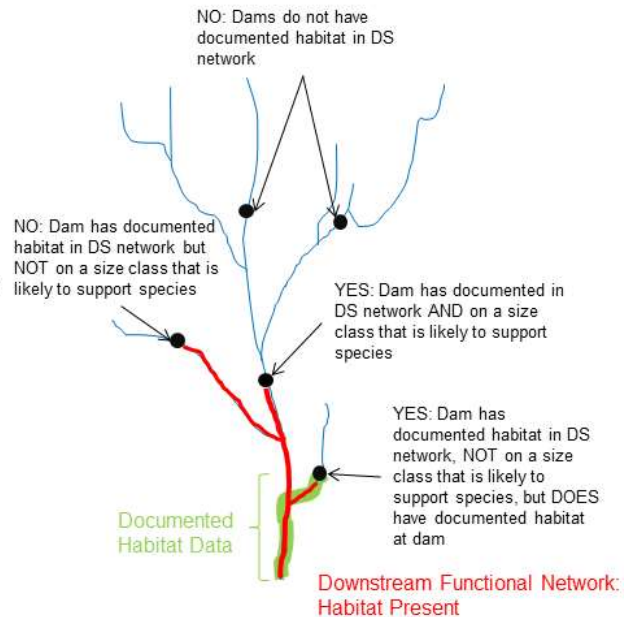 NO: Dams do not have
documented habitat in DS
network
NO: Dam has documented
habitat in DS network but
NOT on a size class that is
likely to support species
YES: Dam has documented in
DS network AND on a size
class that is likely to support
species
YES: Dam has
documented habitat in DS
network, NOT on a size
class that is likely to
support species, but DOES
have documented habitat
at dam
Documented
Habitat Data
Downstream Functional Network:
Habitat Present